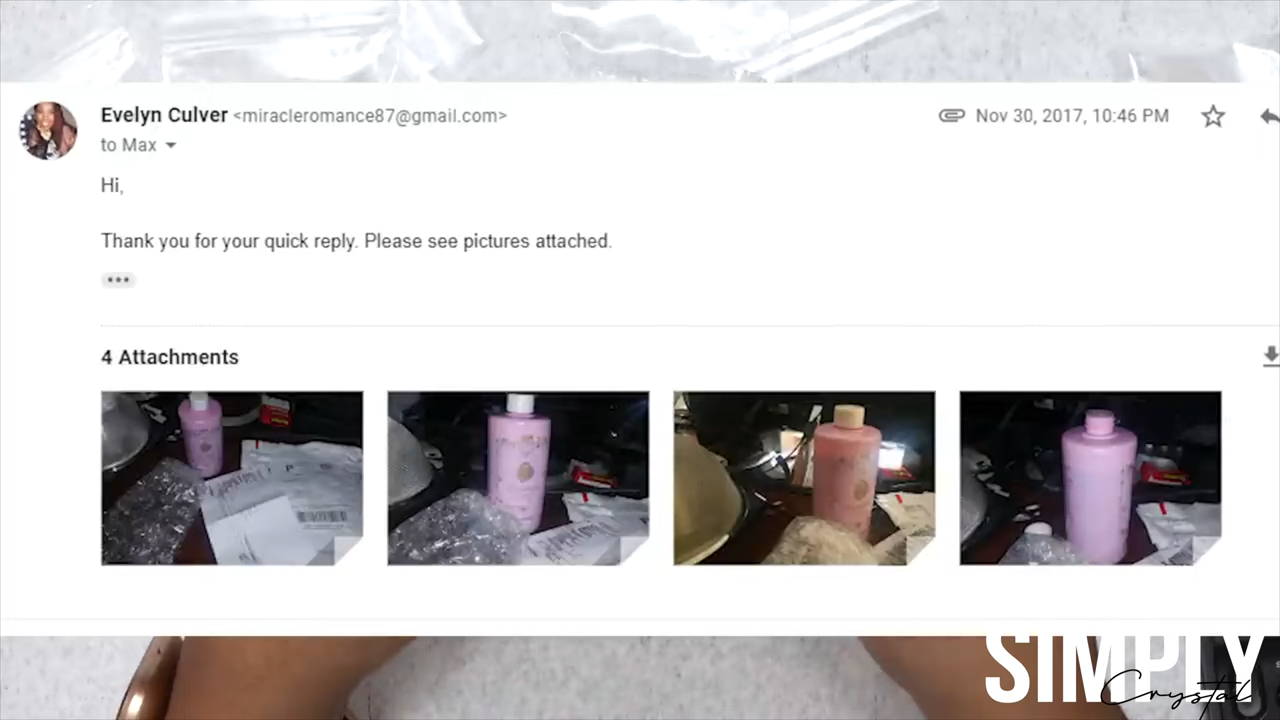 Evelyn Culver <miracleromance87@gmail.com>
Nov 30, 2017, 10:46 PM
to Max
Hi,
Thank you for your quick reply. Please see pictures attached.
4 Attachments
SIMPLY
Crystal